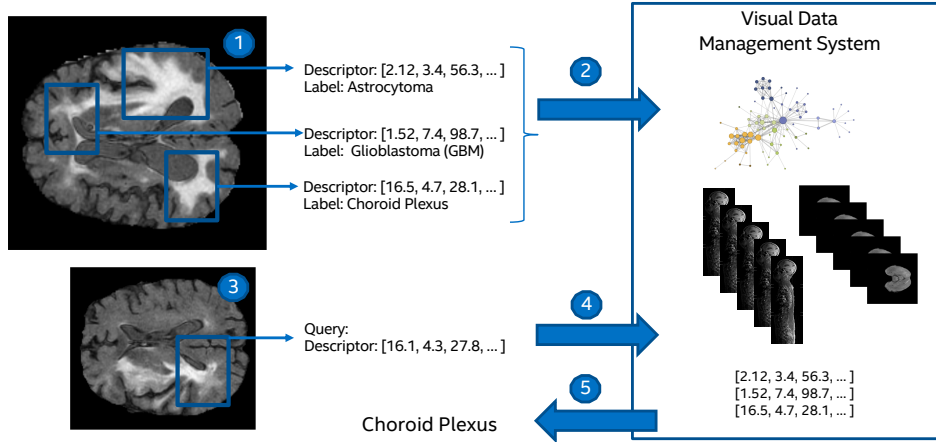 1
Descriptor: [2.12, 3.4, 56.3, ... ]
Label: Astrocytoma
Descriptor: [1.52, 7.4, 98.7, ... ]
Label: Glioblastoma (GBM)
Descriptor: [16.5, 4.7, 28.1, ... ]
Label: Choroid Plexus
2
Visual Data
Management System
3
Query:
Descriptor: [16.1, 4.3, 27.8, ... ]
4
5
Choroid Plexus
[2.12, 3.4, 56.3, ... ]
[1.52, 7.4, 98.7, ... ]
[16.5, 4.7, 28.1, ... ]